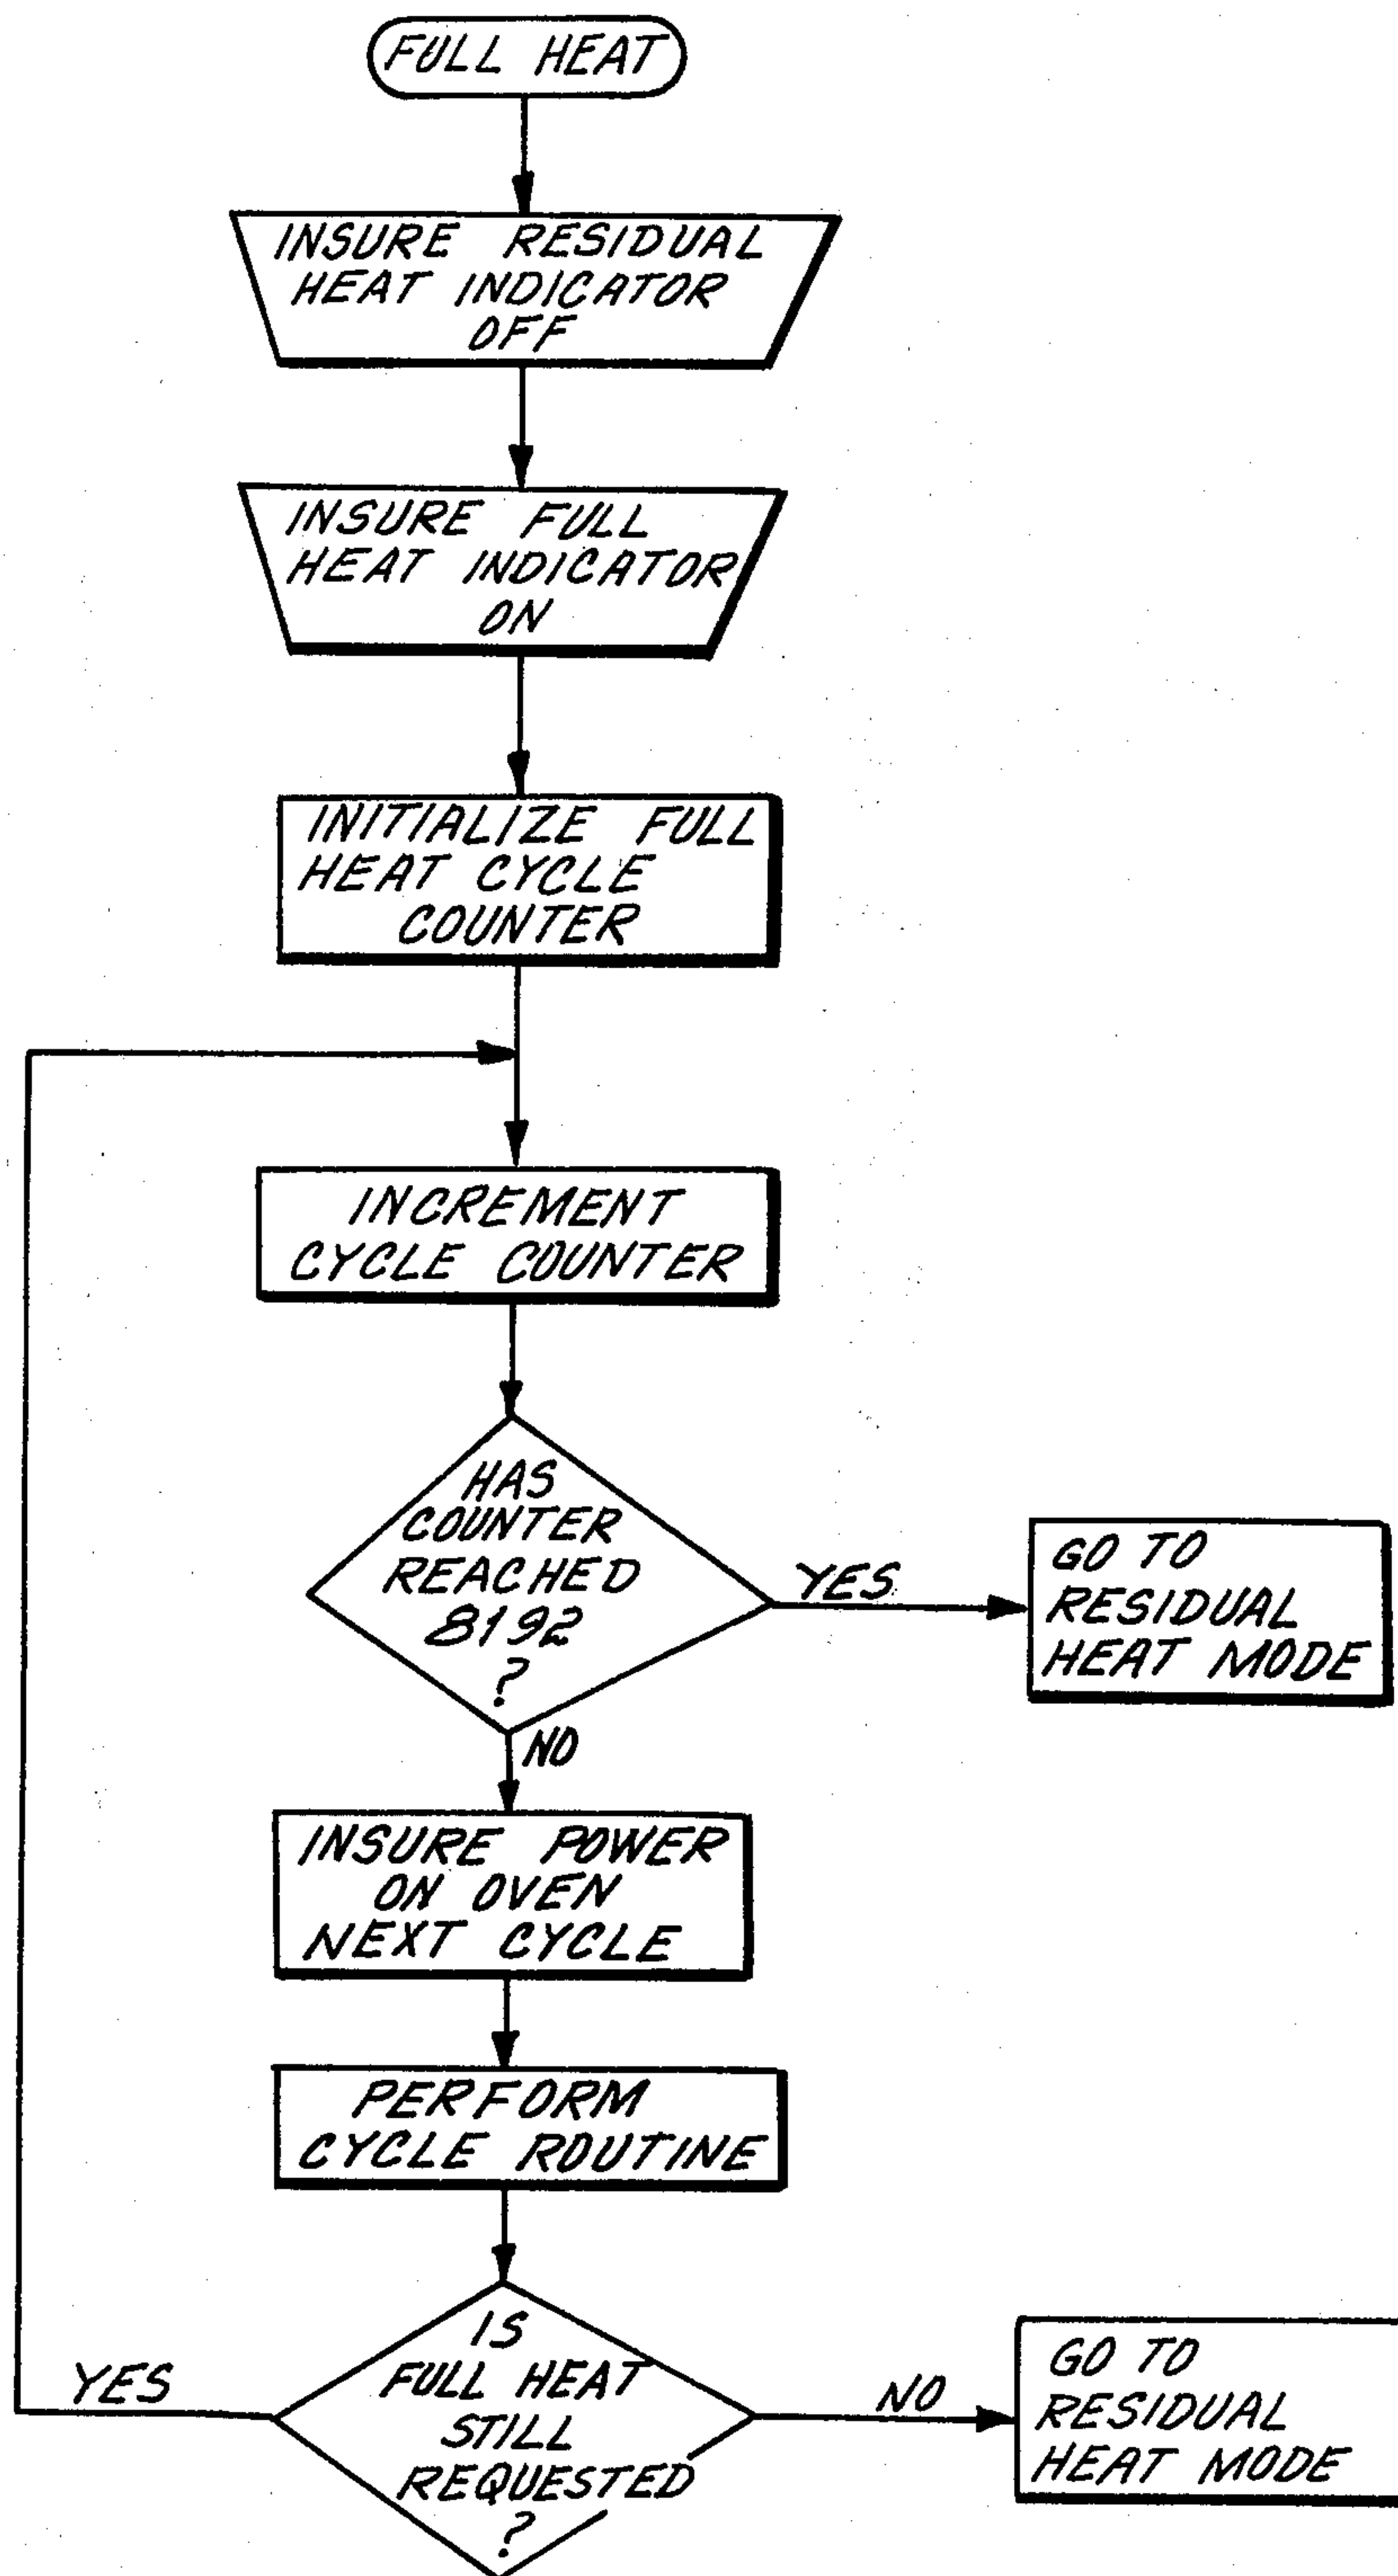 FULL HEAT
INSURE RESIDUAL
HEAT INDICATOR
OFF
INSURE FULL
HEAT INDICATOR
ON
INITIALIZE FULL
HEAT CYCLE
COUNTER
INCREMENT
CYCLE COUNTER
HAS
COUNTER
REACHED
8192
?
YES
GO TO
RESIDUAL
HEAT MODE
NO
INSURE POWER
ON OVEN
NEXT CYCLE
PERFORM
CYCLE ROUTINE
IS
FULL HEAT
STILL
REQUESTED
?
YES
NO
GO TO
RESIDUAL
HEAT MODE